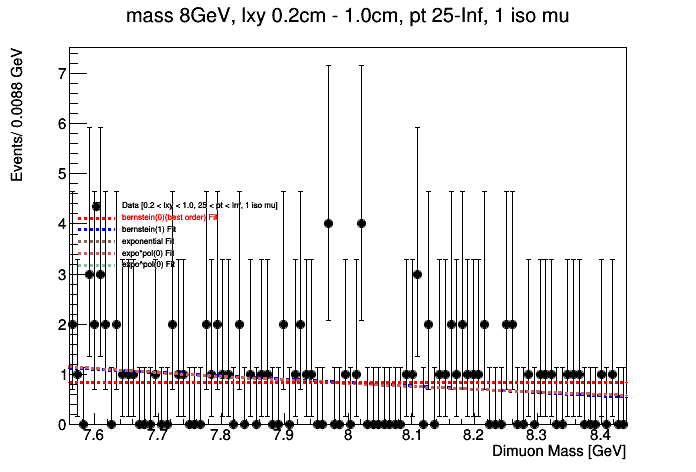 mass 8GeV, lxy 0.2cm - 1.0cm, pt 25-Inf, 1 iso mu
Events/ 0.0088 GeV
7
6
5
4
3
2
1
0
Data [0.2 < lxy < 1.0, 25 < pt < Inf, 1 iso mu]
bernstein(0)(best order) Fit
bernstein(1) Fit
exponential Fit
expo*pol(0) Fit
expo*pol(0) Fit
7.6 7.7 7.8 7.9 8 8.1 8.2 8.3 8.4
Dimuon Mass [GeV]